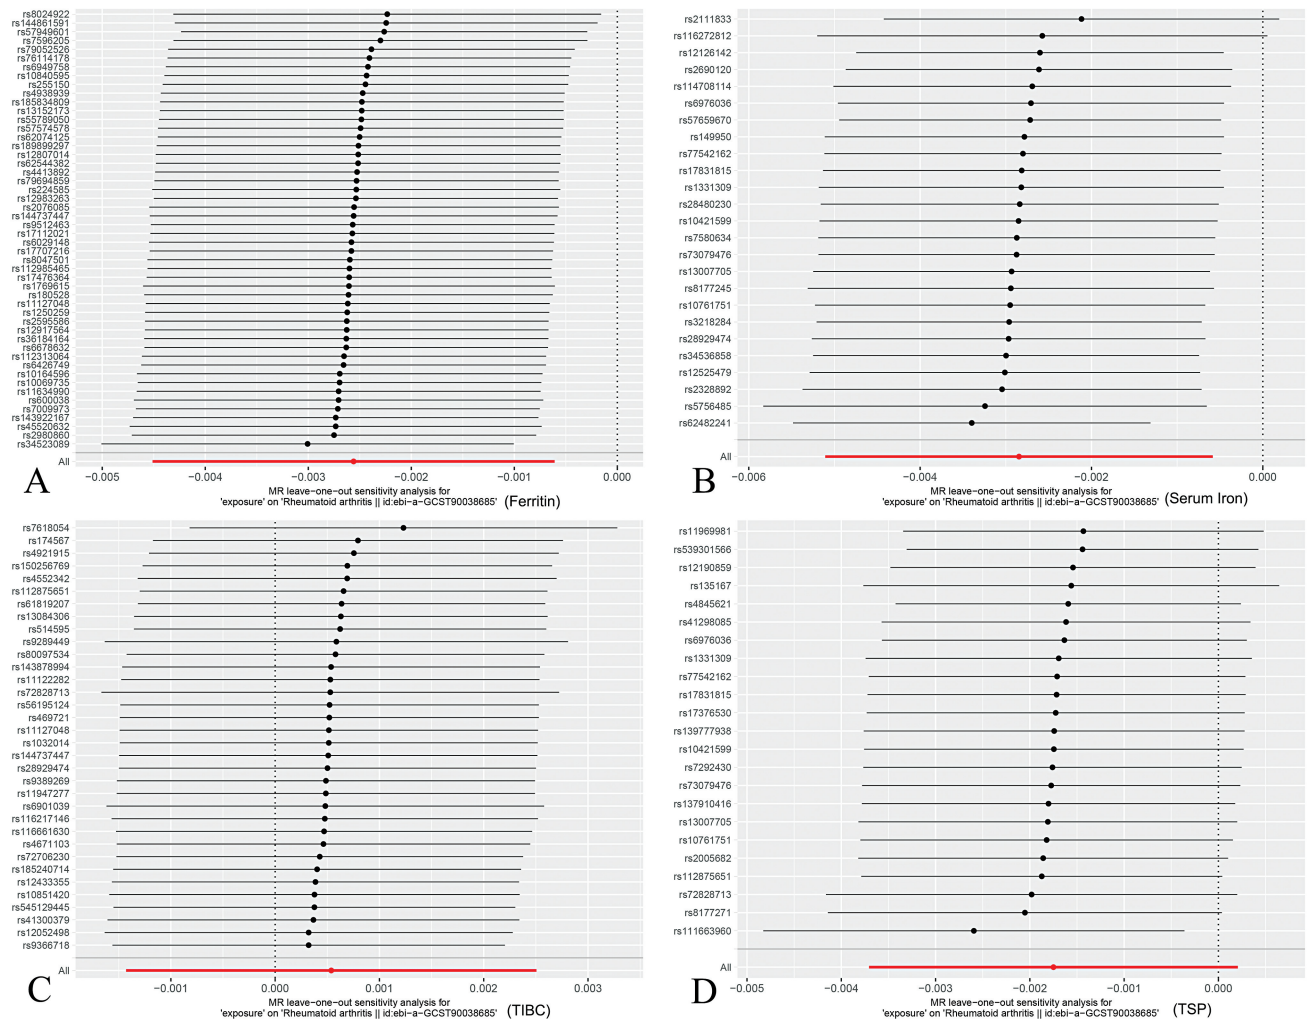 rs8024922
rs144861591
rs57949601
rs7596205
rs79052526
rs76114178
rs6949758
rs10840595
rs255150
rs4938939
rs185834809
rs13152173
rs55789050
rs57574578
rs62074125
rs189899297
rs12807014
rs62544382
rs4413892
rs79694859
rs224585
rs12983263
rs2076085
rs144737447
rs9512463
rs17112021
rs6029148
rs17707216
rs8047501
rs112985465
rs17476364
rs1769615
rs180528
rs11127048
rs1250259
rs2595586
rs12917564
rs36184164
rs6678632
rs112313064
rs6426749
rs10164596
rs10069735
rs11634990
rs600038
rs7009973
rs143922167
rs45520632
rs2980860
rs34523089
All
A
−0.005 −0.004 −0.003 −0.002 −0.001 0.000
MR leave−one−out sensitivity analysis for
'exposure' on 'Rheumatoid arthritis || id:ebi−a−GCST90038685' (Ferritin)
rs2111833
rs116272812
rs12126142
rs2690120
rs114708114
rs6976036
rs57659670
rs149950
rs77542162
rs17831815
rs1331309
rs28480230
rs10421599
rs7580634
rs73079476
rs13007705
rs8177245
rs10761751
rs3218284
rs28929474
rs34536858
rs12525479
rs2328892
rs5756485
rs62482241
All
B
−0.006 −0.004 −0.002 0.000
MR leave−one−out sensitivity analysis for
'exposure' on 'Rheumatoid arthritis || id:ebi−a−GCST90038685' (Serum Iron)
rs7618054
rs174567
rs4921915
rs150256769
rs4552342
rs112875651
rs61819207
rs13084306
rs514595
rs9289449
rs80097534
rs143878994
rs11122282
rs72828713
rs56195124
rs469721
rs11127048
rs1032014
rs144737447
rs28929474
rs9389269
rs11947277
rs6901039
rs116217146
rs116661630
rs4671103
rs72706230
rs185240714
rs12433355
rs10851420
rs545129445
rs41300379
rs12052498
rs9366718
All
C
−0.001 0.000 0.001 0.002 0.003
MR leave−one−out sensitivity analysis for
'exposure' on 'Rheumatoid arthritis || id:ebi−a−GCST90038685' (TIBC)
rs11969981
rs539301566
rs12190859
rs135167
rs4845621
rs41298085
rs6976036
rs1331309
rs77542162
rs17831815
rs17376530
rs139777938
rs10421599
rs7292430
rs73079476
rs137910416
rs13007705
rs10761751
rs2005682
rs112875651
rs72828713
rs8177271
rs111663960
All
D
−0.005 −0.004 −0.003 −0.002 −0.001 0.000
MR leave−one−out sensitivity analysis for
'exposure' on 'Rheumatoid arthritis || id:ebi−a−GCST90038685' (TSP)